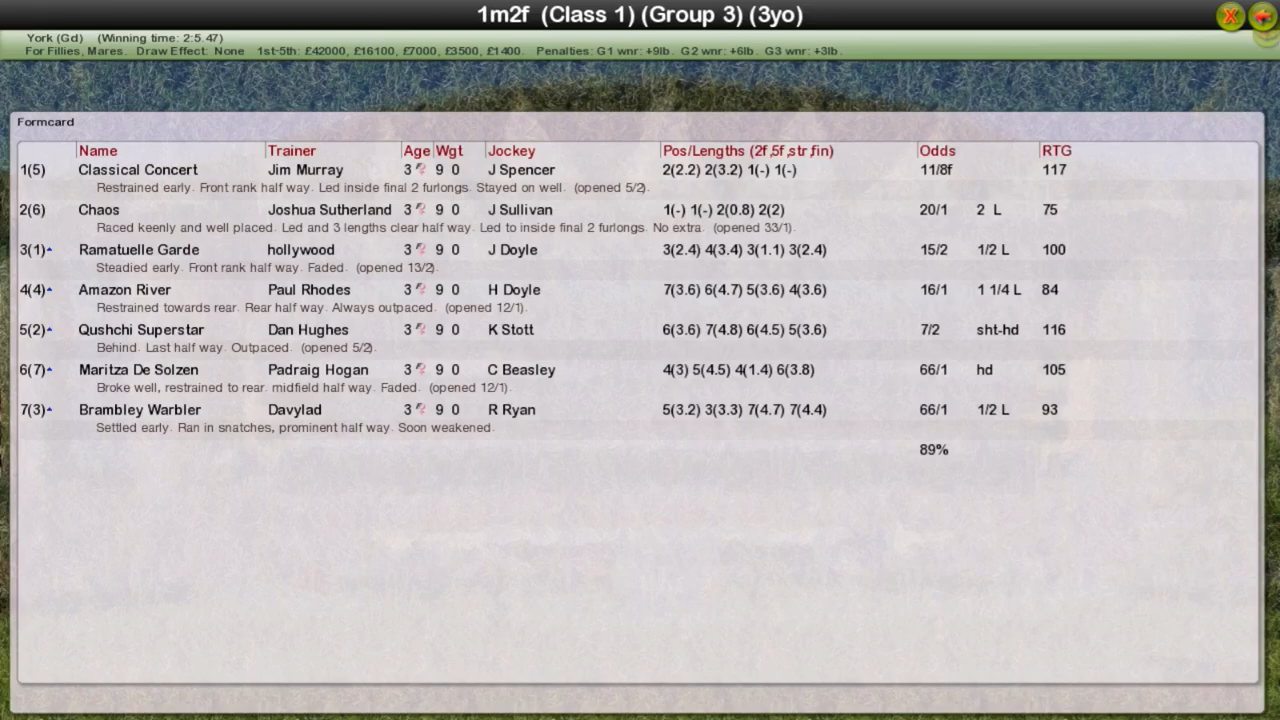 1m2f (Class 1) (Group 3) (3yo)
York (Gd) (Winning time: 2:5.47)
For Fillies, Mares. Draw Effect: None 1st-5th: £42000, £16100, £7000, £3500, £1400. Penalties: G1 wnr: +9lb. G2 wnr: +6lb. G3 wnr: +3lb.
Formcard
Name Trainer Age Wgt Jockey Pos/Lengths (2f,5f,str,fin) Odds RTG
1(5) Classical Concert Jim Murray 3 9 0 J Spencer 2(2.2) 2(3.2) 1(-) 1(-) 11/8f 117
Restrained early. Front rank half way. Led inside final 2 furlongs. Stayed on well. (opened 5/2).
2(6) Chaos Joshua Sutherland 3 9 0 J Sullivan 1(-) 1(-) 2(0.8) 2(2) 20/1 2 L 75
Raced keenly and well placed. Led and 3 lengths clear half way. Led to inside final 2 furlongs. No extra. (opened 33/1).
3(1) Ramatuelle Garde hollywood 3 9 0 J Doyle 3(2.4) 4(3.4) 3(1.1) 3(2.4) 15/2 1/2 L 100
Steadied early. Front rank half way. Faded. (opened 13/2).
4(4) Amazon River Paul Rhodes 3 9 0 H Doyle 7(3.6) 6(4.7) 5(3.6) 4(3.6) 16/1 1 1/4 L 84
Restrained towards rear. Rear half way. Always outpaced. (opened 12/1).
5(2) Qushchi Superstar Dan Hughes 3 9 0 K Stott 6(3.6) 7(4.8) 6(4.5) 5(3.6) 7/2 sht-hd 116
Behind. Last half way. Outpaced. (opened 5/2).
6(7) Maritza De Solzen Padraig Hogan 3 9 0 C Beasley 4(3) 5(4.5) 4(1.4) 6(3.8) 66/1 hd 105
Broke well, restrained to rear. midfield half way. Faded. (opened 12/1).
7(3) Brambley Warbler Davylad 3 9 0 R Ryan 5(3.2) 3(3.3) 7(4.7) 7(4.4) 66/1 1/2 L 93
Settled early. Ran in snatches, prominent half way. Soon weakened.
89%